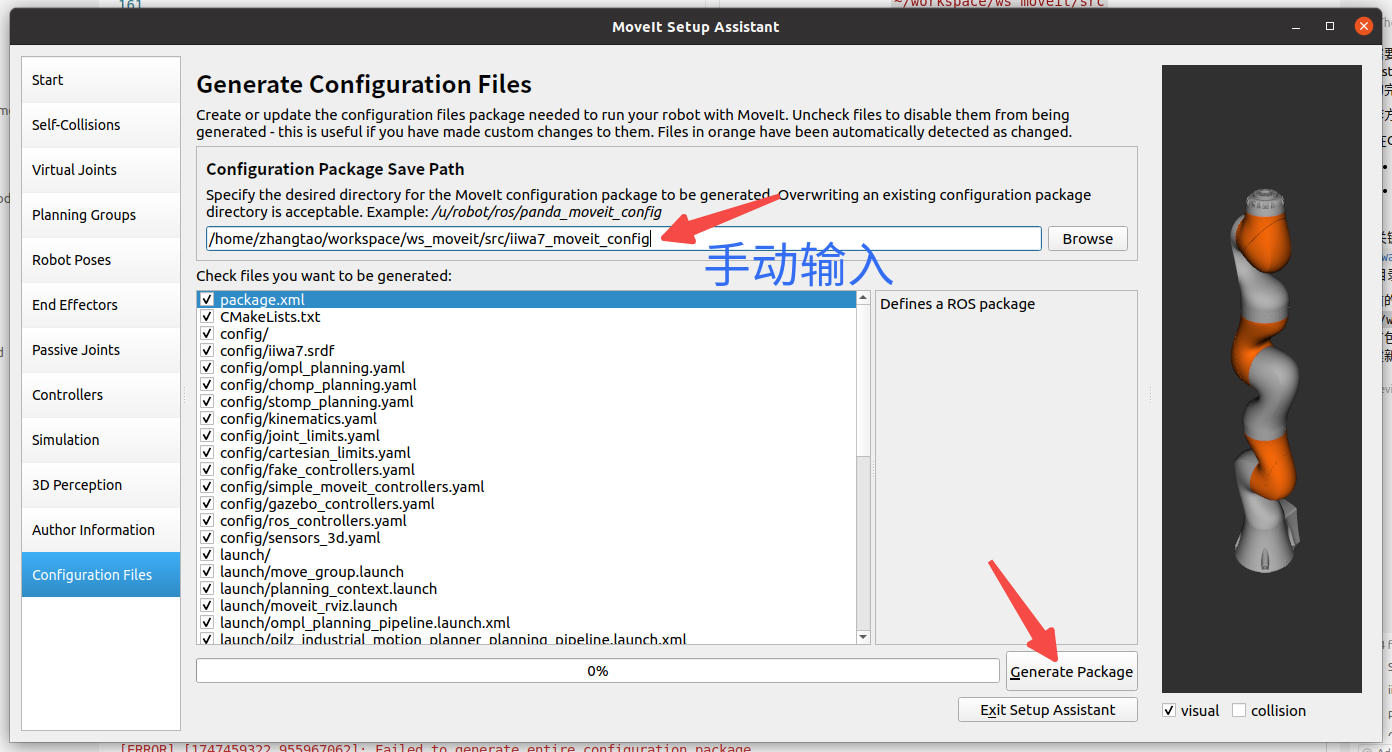 161
~/workspace/ws_moveit/src
MoveIt Setup Assistant
Start
Self-Collisions
Virtual Joints
Planning Groups
Robot Poses
End Effectors
Passive Joints
Controllers
Simulation
3D Perception
Author Information
Configuration Files
Generate Configuration Files
Create or update the configuration files package needed to run your robot with MoveIt. Uncheck files to disable them from being
generated - this is useful if you have made custom changes to them. Files in orange have been automatically detected as changed.
Configuration Package Save Path
Specify the desired directory for the MoveIt configuration package to be generated. Overwriting an existing configuration package
directory is acceptable. Example: /u/robot/ros/panda_moveit_config
/home/zhangtao/workspace/ws_moveit/src/iiwa7_moveit_config
Browse
手动输入
Check files you want to be generated:
package.xml
CMakeLists.txt
config/
config/iiwa7.srdf
config/ompl_planning.yaml
config/chomp_planning.yaml
config/stomp_planning.yaml
config/kinematics.yaml
config/joint_limits.yaml
config/cartesian_limits.yaml
config/fake_controllers.yaml
config/simple_moveit_controllers.yaml
config/gazebo_controllers.yaml
config/ros_controllers.yaml
config/sensors_3d.yaml
launch/
launch/move_group.launch
launch/planning_context.launch
launch/moveit_rviz.launch
launch/ompl_planning_pipeline.launch.xml
launch/pilz_industrial_motion_planner_planning_pipeline.launch.xml
Defines a ROS package
0%
Generate Package
Exit Setup Assistant
visual
collision
[ERROR] [1747459322.955967062]: Failed to generate entire configuration package